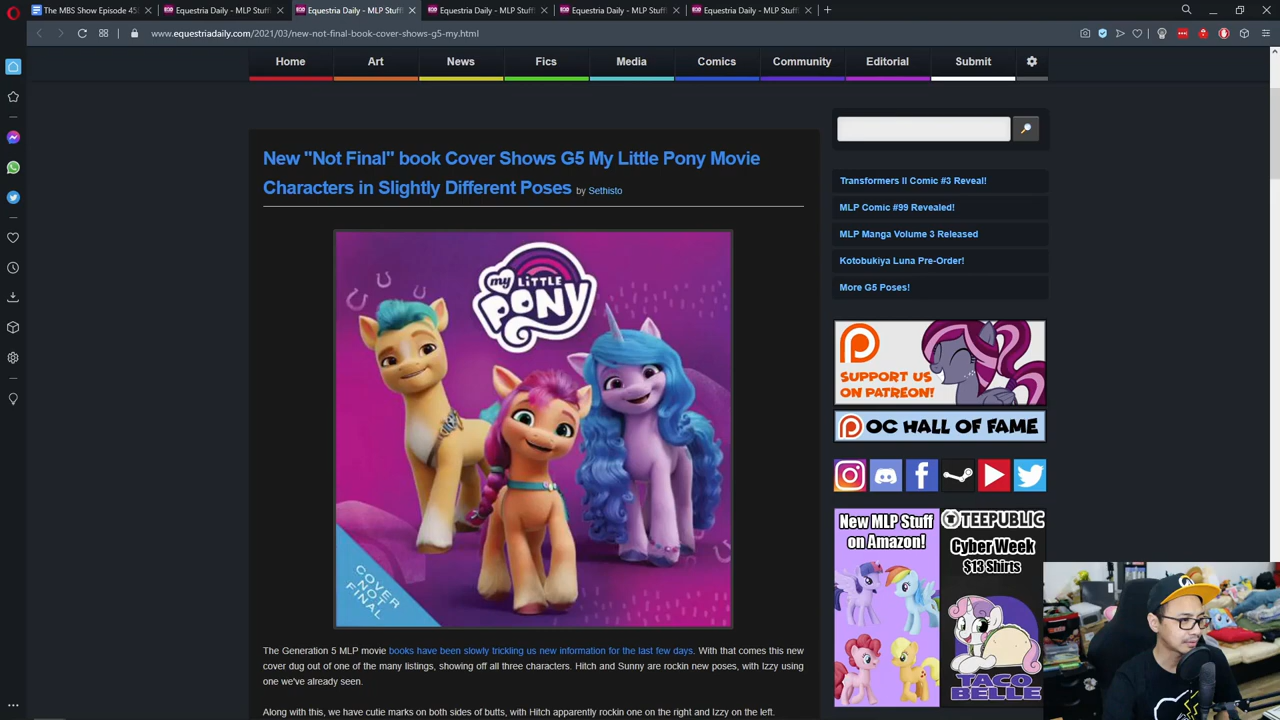 The MBS Show Episode 45
Equestria Daily - MLP Stuff!
Equestria Daily - MLP Stuff!
Equestria Daily - MLP Stuff!
Equestria Daily - MLP Stuff!
Equestria Daily - MLP Stuff!
www.equestriadaily.com/2021/03/new-not-final-book-cover-shows-g5-my.html
Home
Art
News
Fics
Media
Comics
Community
Editorial
Submit
New "Not Final" book Cover Shows G5 My Little Pony Movie
Characters in Slightly Different Poses by Sethisto
my LiTTLE
PONY
COVER
NOT
FINAL
The Generation 5 MLP movie books have been slowly trickling us new information for the last few days. With that comes this new
cover dug out of one of the many listings, showing off all three characters. Hitch and Sunny are rockin new poses, with Izzy using
one we've already seen.
Along with this, we have cutie marks on both sides of butts, with Hitch apparently rockin one on the right and Izzy on the left.
Transformers II Comic #3 Reveal!
MLP Comic #99 Revealed!
MLP Manga Volume 3 Released
Kotobukiya Luna Pre-Order!
More G5 Poses!
SUPPORT US
ON PATREON!
OC HALL OF FAME
New MLP Stuff
on Amazon!
TEEPUBLIC
Cyber Week
$13 Shirts
TACO
BELLE